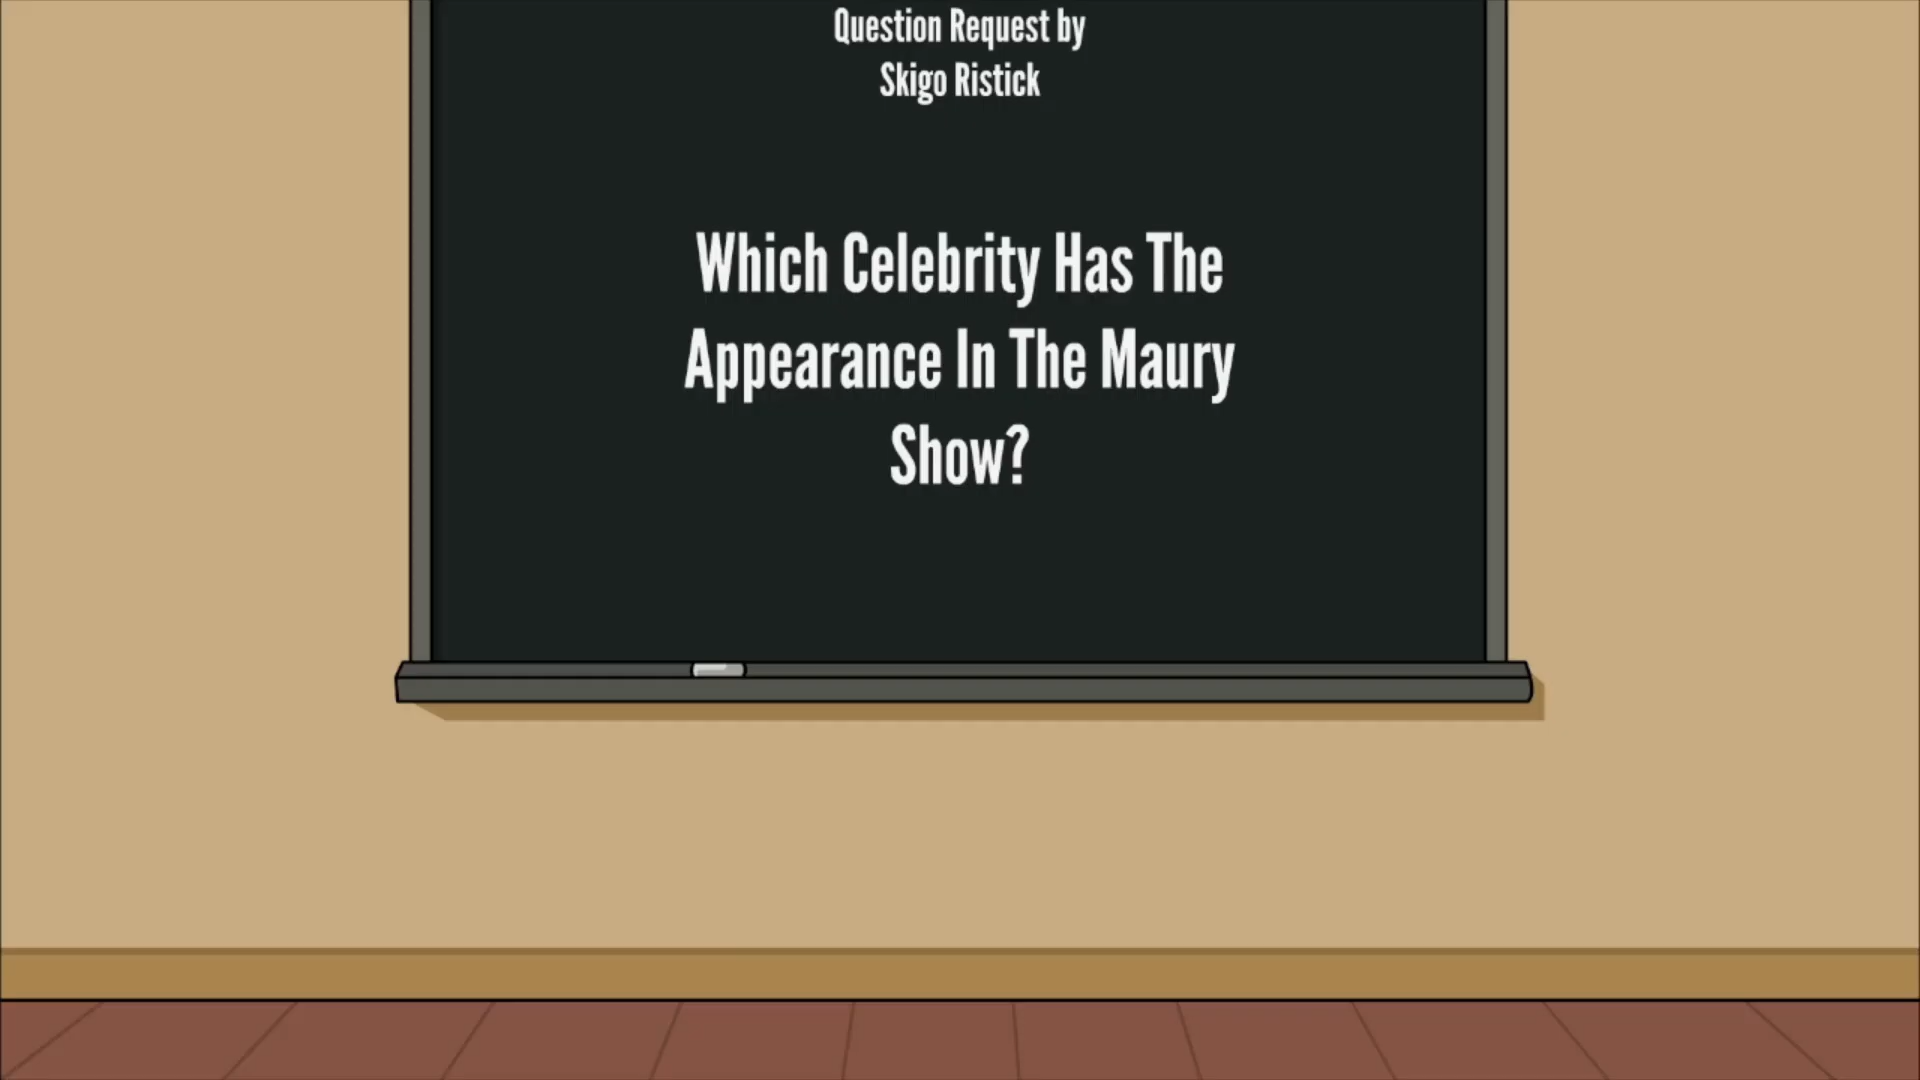 Question Request by
Skigo Ristick
Which Celebrity Has The
Appearance In The Maury
Show?